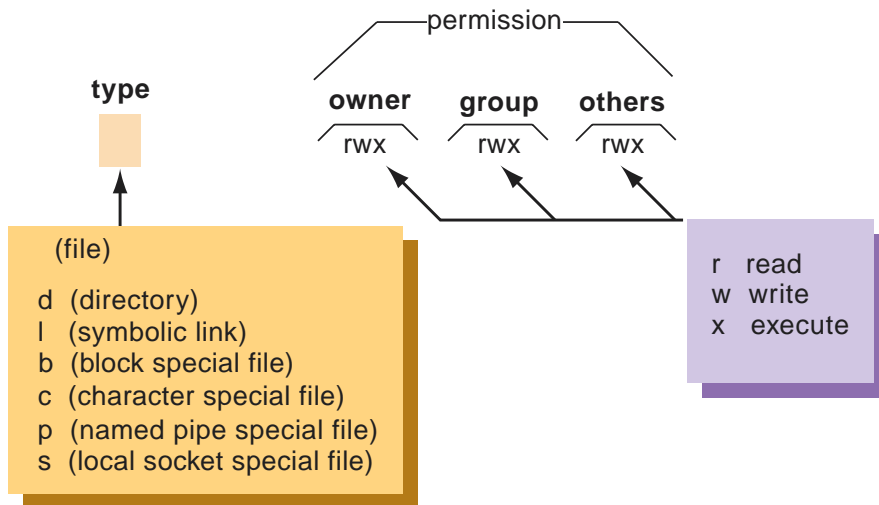 permission
type
owner group others
rwx rwx rwx
(file)
d (directory)
l (symbolic link)
b (block special file)
c (character special file)
p (named pipe special file)
s (local socket special file)
r read
w write
x execute